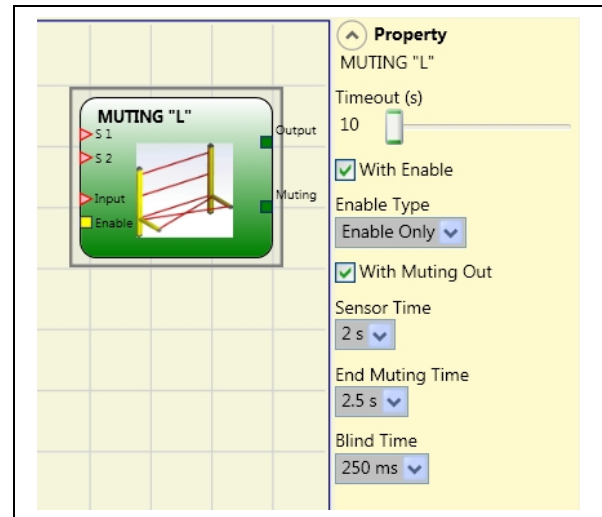 MUTING "L"
S 1
S 2
Input
Enable
Output
Muting
Property
MUTING "L"
Timeout (s)
10
With Enable
Enable Type
Enable Only
With Muting Out
Sensor Time
2 s
End Muting Time
2.5 s
Blind Time
250 ms